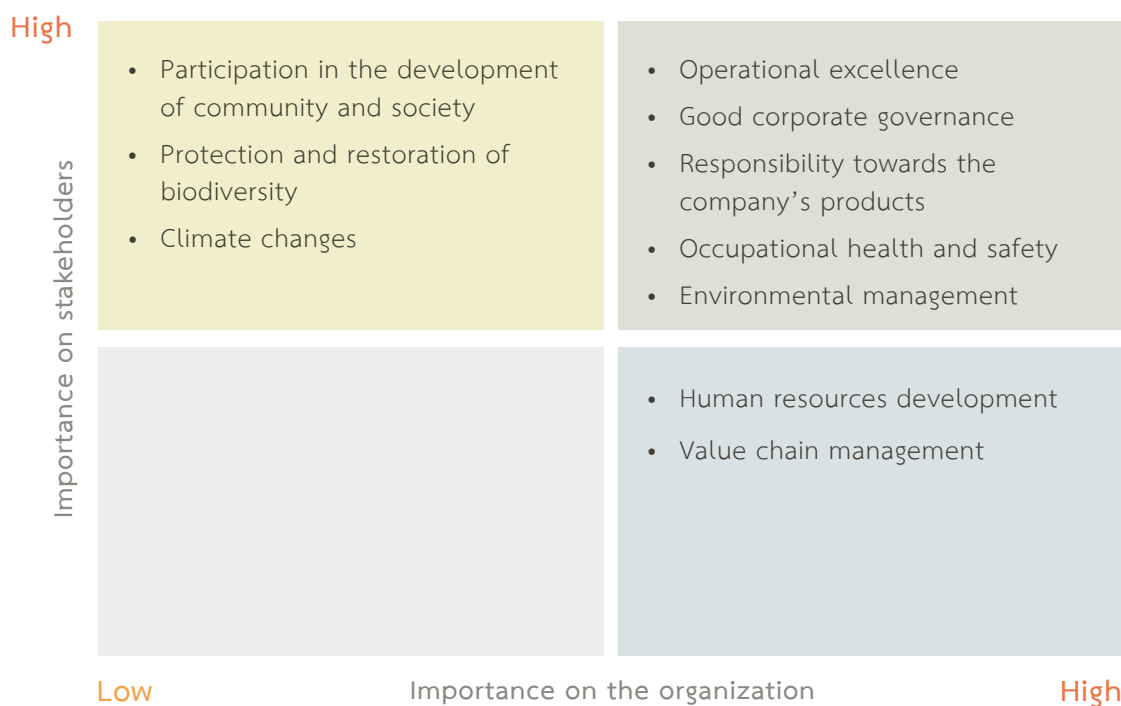 High
Importance on stakeholders
• Participation in the development
of community and society
• Protection and restoration of
biodiversity
• Climate changes
• Operational excellence
• Good corporate governance
• Responsibility towards the
company’s products
• Occupational health and safety
• Environmental management
• Human resources development
• Value chain management
Low
Importance on the organization
High